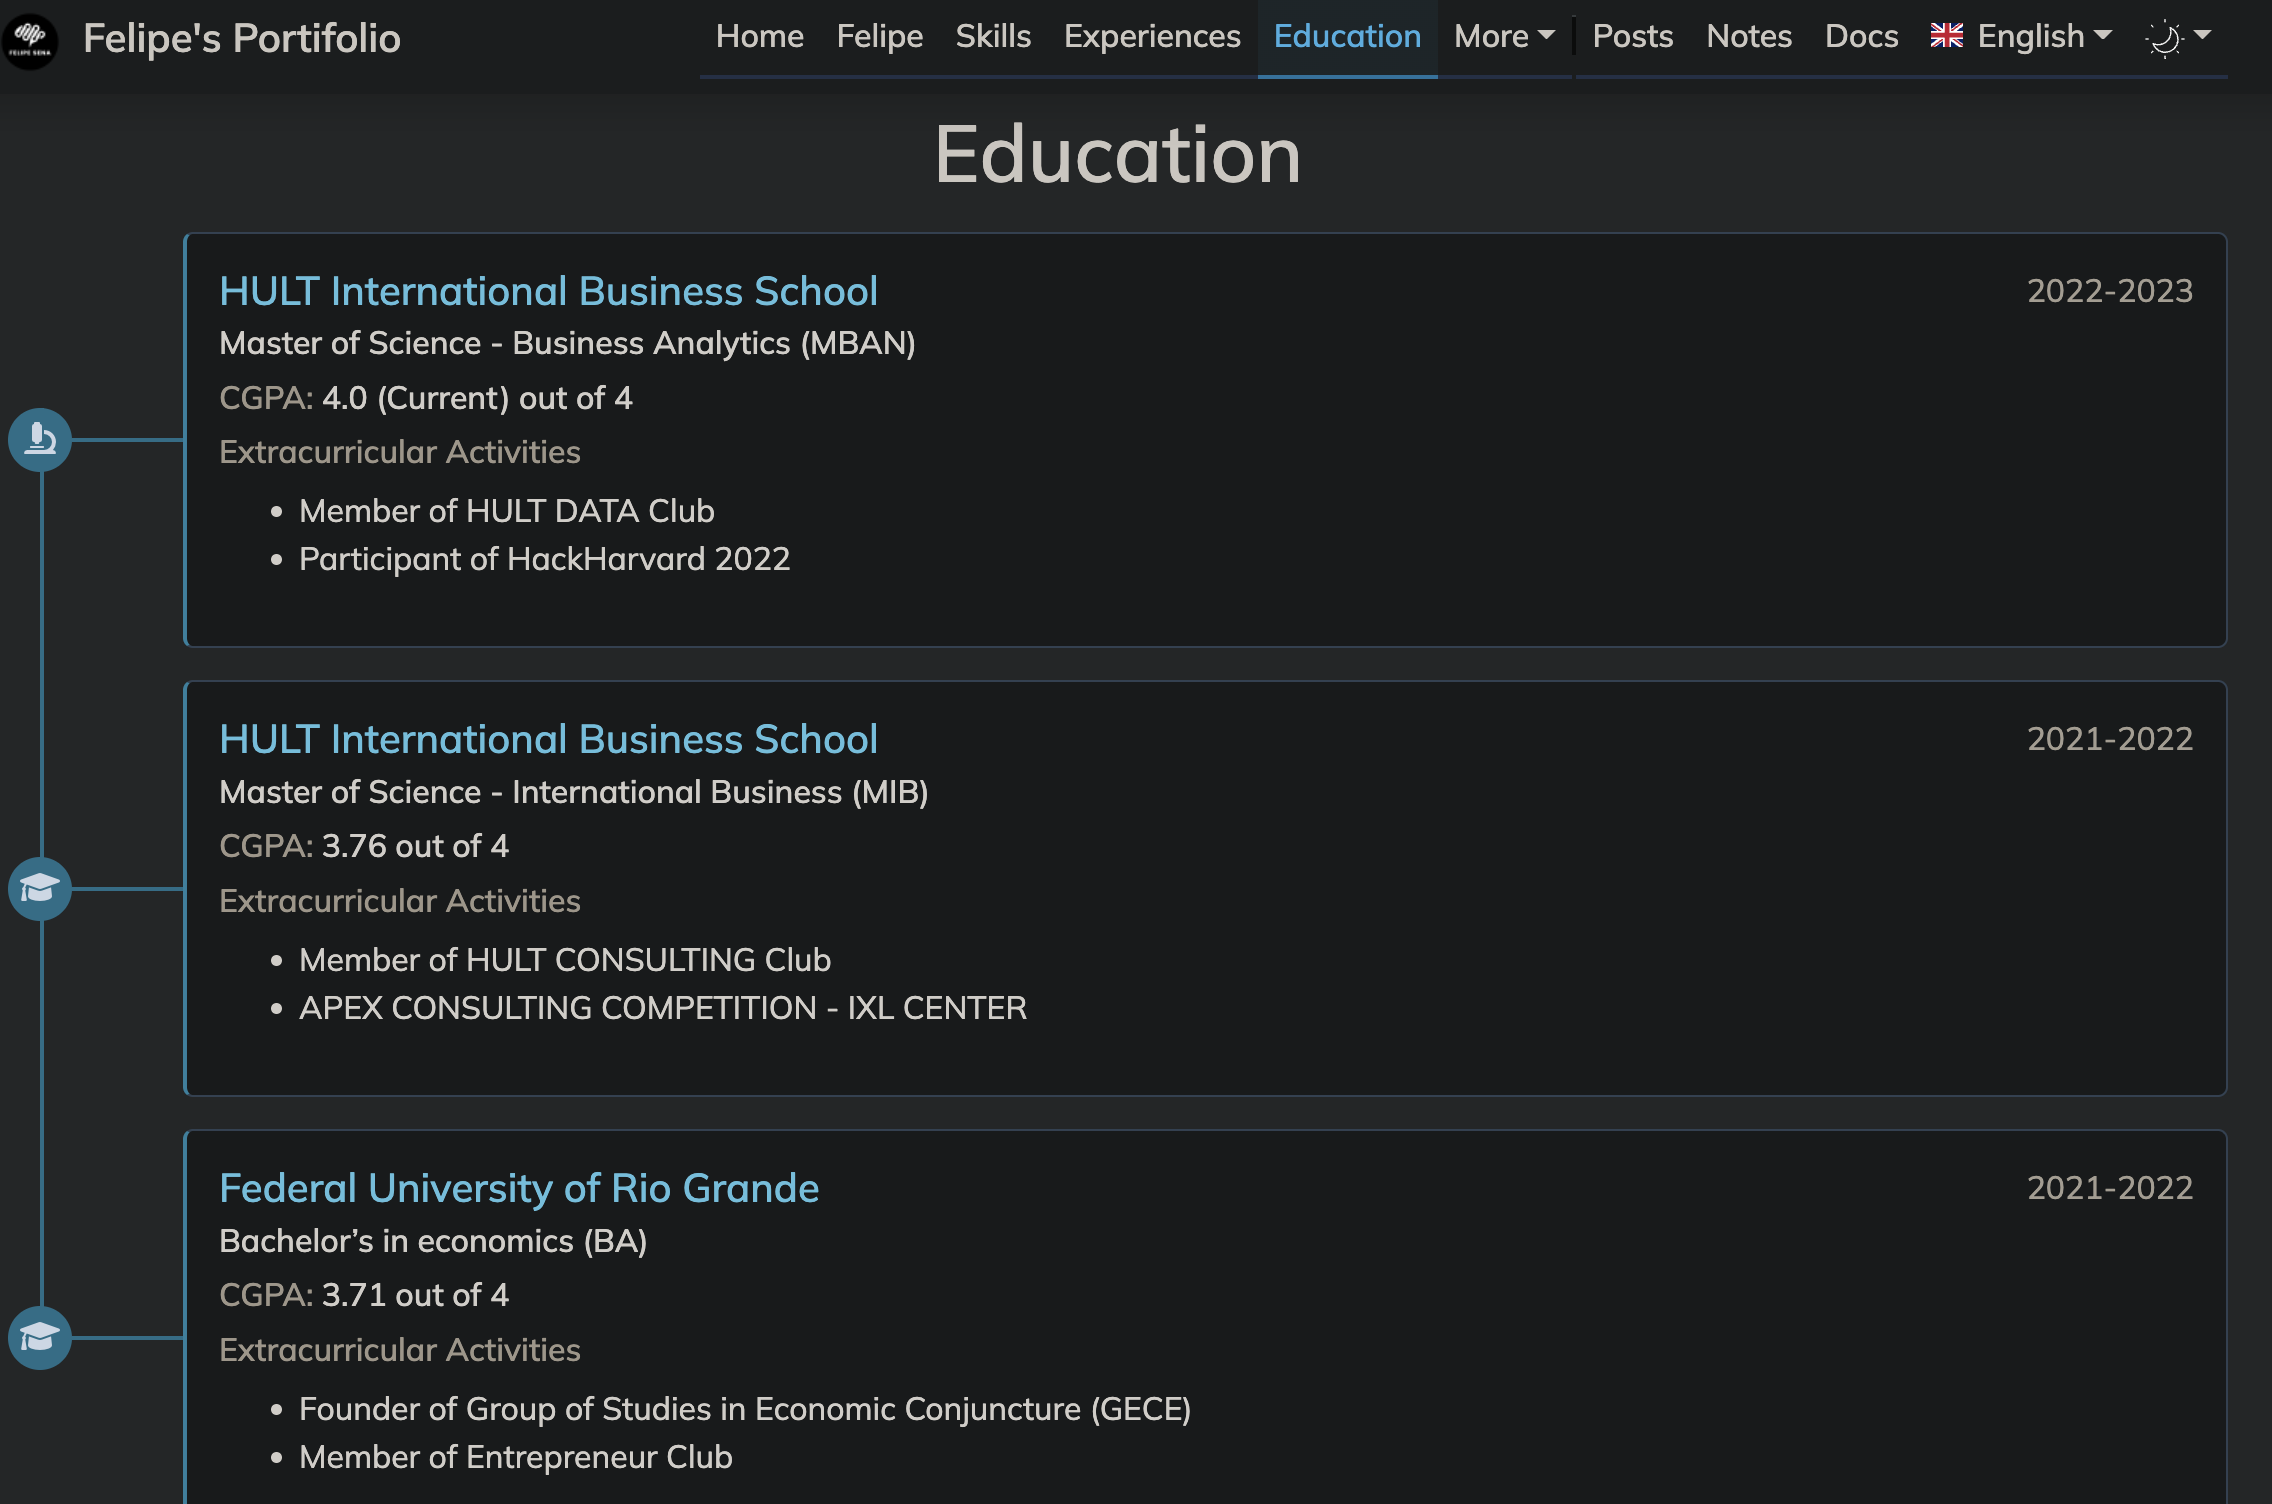 FELIPE SENA
Felipe's Portifolio
Home Felipe Skills Experiences Education More Posts Notes Docs English
Education
HULT International Business School 2022-2023
Master of Science - Business Analytics (MBAN)
CGPA: 4.0 (Current) out of 4
Extracurricular Activities
• Member of HULT DATA Club
• Participant of HackHarvard 2022
HULT International Business School 2021-2022
Master of Science - International Business (MIB)
CGPA: 3.76 out of 4
Extracurricular Activities
• Member of HULT CONSULTING Club
• APEX CONSULTING COMPETITION - IXL CENTER
Federal University of Rio Grande 2021-2022
Bachelor’s in economics (BA)
CGPA: 3.71 out of 4
Extracurricular Activities
• Founder of Group of Studies in Economic Conjuncture (GECE)
• Member of Entrepreneur Club